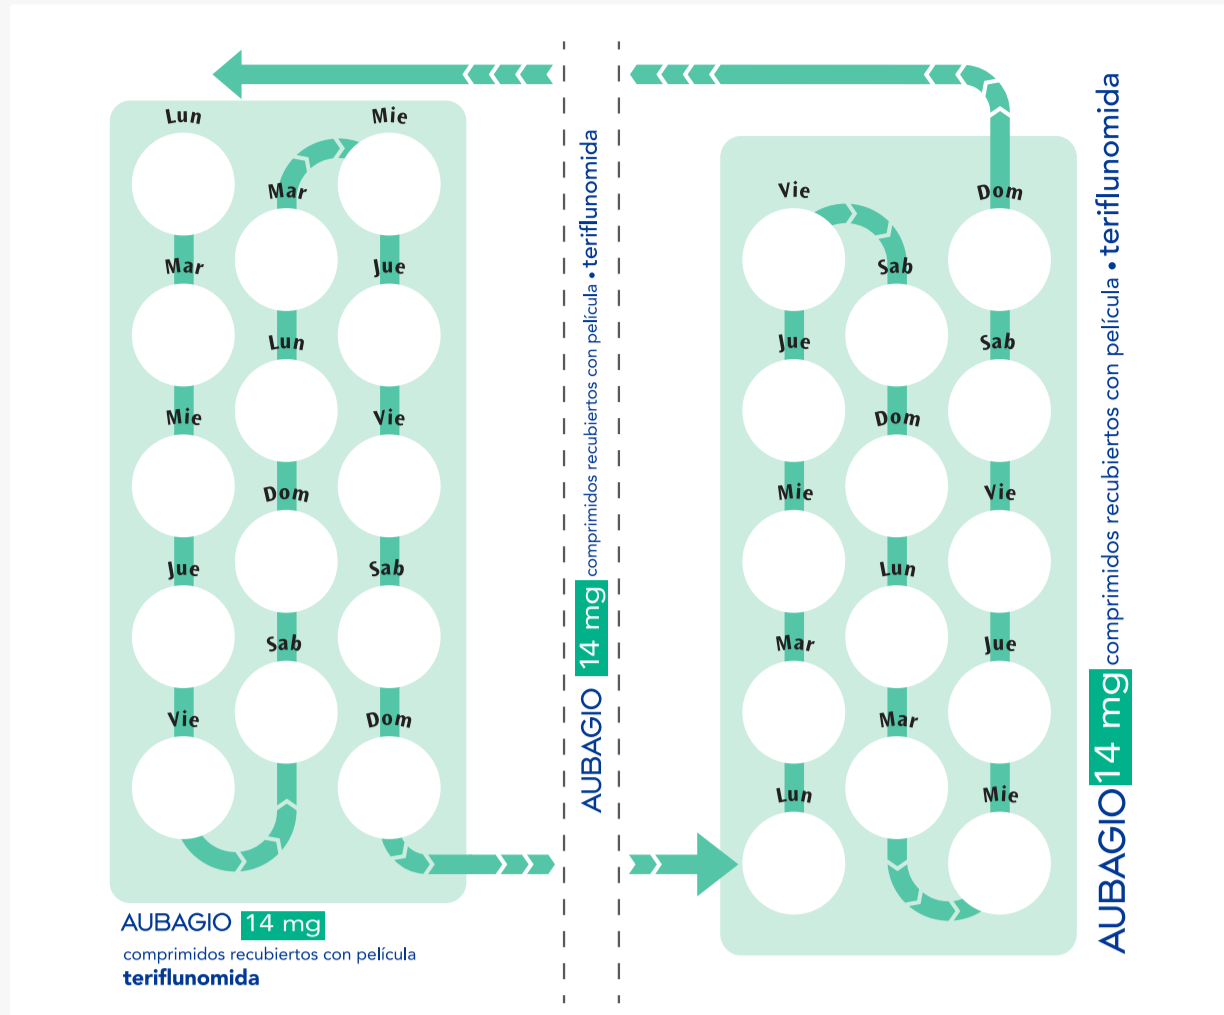 Lun
Mar
Mie
Jue
Vie
Mar
Lun
Dom
Sab
Mie
Jue
Vie
Sab
Dom
AUBAGIO 14 mg
comprimidos recubiertos con película
teriflunomida
AUBAGIO 14 mg comprimidos recubiertos con película • teriflunomida
Vie
Jue
Mie
Mar
Lun
Sab
Dom
Lun
Mar
Dom
Sab
Vie
Jue
Mie
AUBAGIO 14 mg comprimidos recubiertos con película • teriflunomida